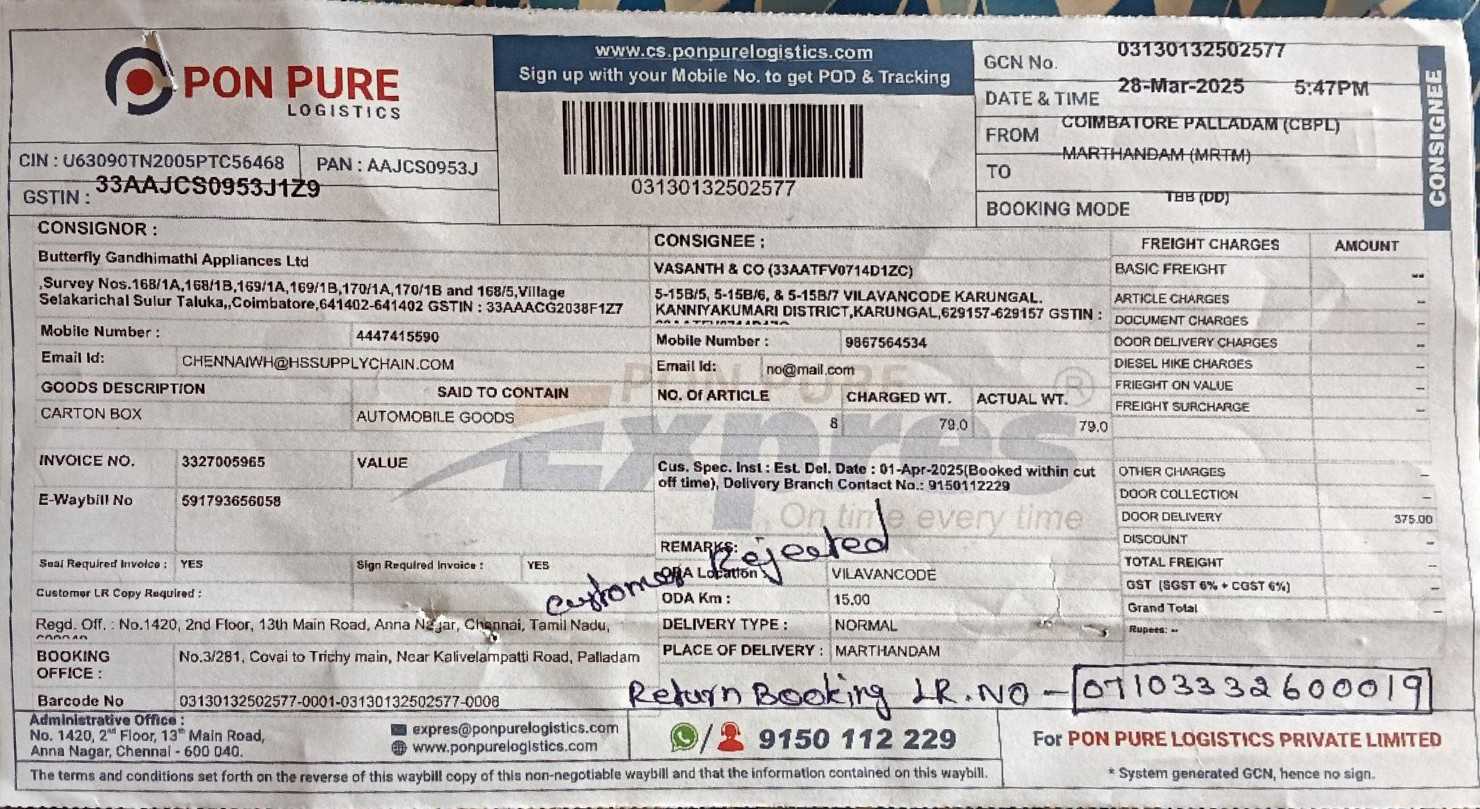 PON PURE
LOGISTICS
CIN : U63090TN2005PTC56468 PAN : AAJCS0953J
GSTIN : 33AAJCS0953J1Z9
www.cs.ponpurelogistics.com
Sign up with your Mobile No. to get POD & Tracking
03130132502577
GCN No. 03130132502577
DATE & TIME 28-Mar-2025 5:47PM
FROM COIMBATORE PALLADAM (CBPL)
TO MARTHANDAM (MRTM)
BOOKING MODE TBB (DD)
CONSIGNEE
CONSIGNOR :
Butterfly Gandhimathi Appliances Ltd
,Survey Nos.168/1A,168/1B,169/1A,169/1B,170/1A,170/1B and 168/5,Village
Selakarichal Sulur Taluka,,Coimbatore,641402-641402 GSTIN : 33AAACG2038F1Z7
Mobile Number : 4447415590
Email Id: CHENNAIWH@HSSUPPLYCHAIN.COM
GOODS DESCRIPTION SAID TO CONTAIN
CARTON BOX AUTOMOBILE GOODS
INVOICE NO. 3327005965 VALUE
E-Waybill No 591793656058
Seal Required Invoice : YES Sign Required Invoice : YES
Customer LR Copy Required :
Regd. Off. : No.1420, 2nd Floor, 13th Main Road, Anna Nagar, Chennai, Tamil Nadu,
BOOKING OFFICE : No.3/281, Covai to Trichy main, Near Kalivelampatti Road, Palladam
Barcode No 03130132502577-0001-03130132502577-0008
CONSIGNEE :
VASANTH & CO (33AATFV0714D1ZC)
5-15B/5, 5-15B/6, & 5-15B/7 VILAVANCODE KARUNGAL.
KANNIYAKUMARI DISTRICT,KARUNGAL,629157-629157 GSTIN :
Mobile Number : 9867564534
Email Id: no@mail.com
PON PURE
Expres ®
On time every time
NO. Of ARTICLE CHARGED WT. ACTUAL WT.
8 79.0 79.0
Cus. Spec. Inst : Est. Del. Date : 01-Apr-2025(Booked within cut
off time), Delivery Branch Contact No.: 9150112229
REMARKS:
customer Rejected
ODA Location : VILAVANCODE
ODA Km : 15.00
DELIVERY TYPE : NORMAL
PLACE OF DELIVERY : MARTHANDAM
Return Booking LR.NO - 07103332600019
FREIGHT CHARGES AMOUNT
BASIC FREIGHT --
ARTICLE CHARGES --
DOCUMENT CHARGES --
DOOR DELIVERY CHARGES --
DIESEL HIKE CHARGES --
FRIEGHT ON VALUE --
FREIGHT SURCHARGE --
OTHER CHARGES --
DOOR COLLECTION --
DOOR DELIVERY 375.00
DISCOUNT --
TOTAL FREIGHT --
GST (SGST 6% + CGST 6%) --
Grand Total --
Rupees: --
Administrative Office :
No. 1420, 2nd Floor, 13th Main Road,
Anna Nagar, Chennai - 600 040.
expres@ponpurelogistics.com
www.ponpurelogistics.com
/ 9150 112 229
For PON PURE LOGISTICS PRIVATE LIMITED
The terms and conditions set forth on the reverse of this waybill copy of this non-negotiable waybill and that the information contained on this waybill.
* System generated GCN, hence no sign.